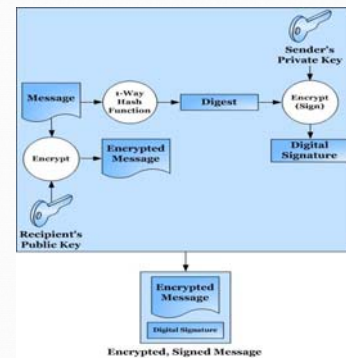 Sender's
Private Key
Message
1-Way
Hash
Function
Digest
Encrypt
(Sign)
Encrypt
Encrypted
Message
Digital
Signature
Recipient's
Public Key
Encrypted
Message
Digital Signature
Encrypted, Signed Message